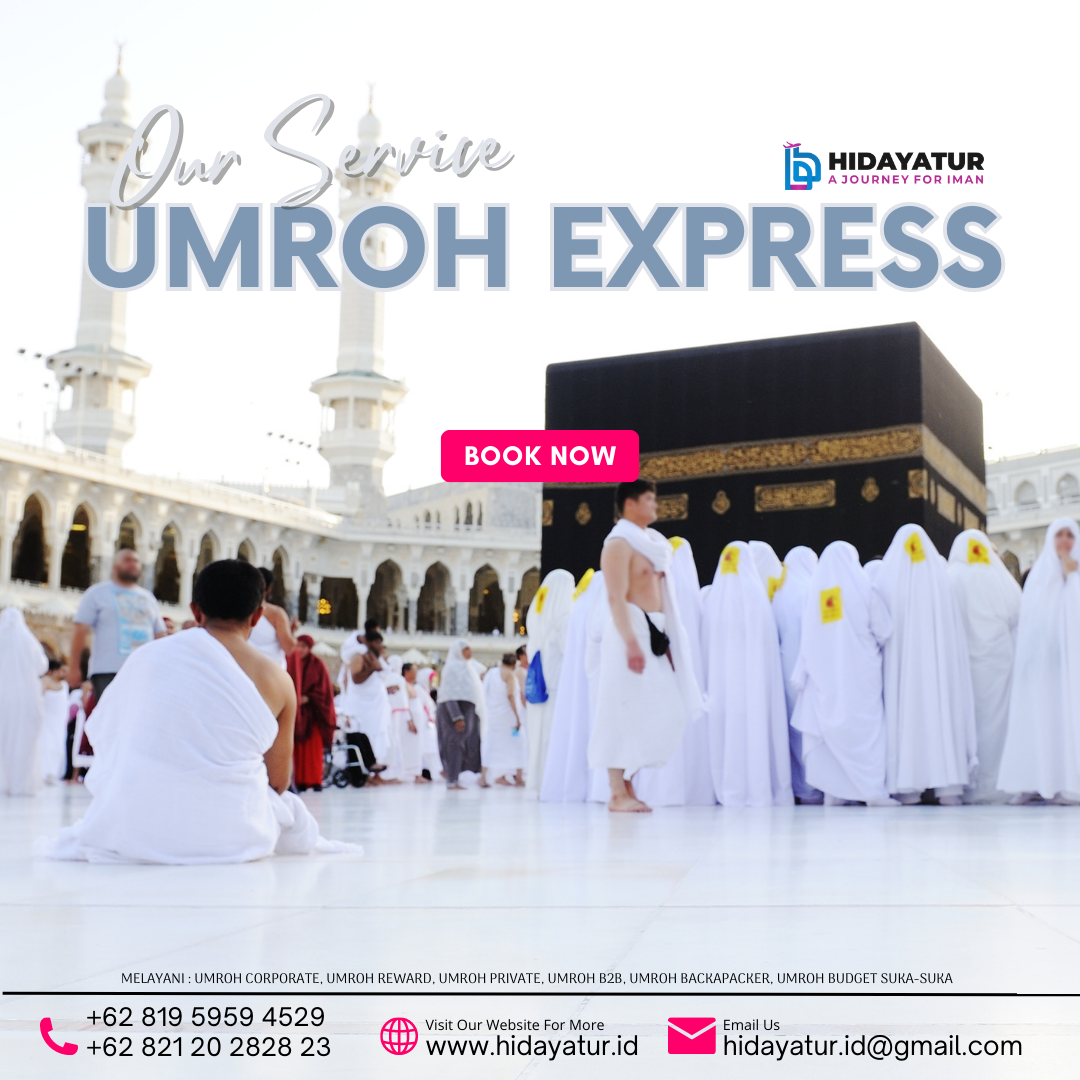 Our Service
HIDAYATUR
A JOURNEY FOR IMAN
UMROH EXPRESS
BOOK NOW
MELAYANI : UMROH CORPORATE, UMROH REWARD, UMROH PRIVATE, UMROH B2B, UMROH BACKAPACKER, UMROH BUDGET SUKA-SUKA
+62 819 5959 4529
+62 821 20 2828 23
Visit Our Website For More
www.hidayatur.id
Email Us
hidayatur.id@gmail.com